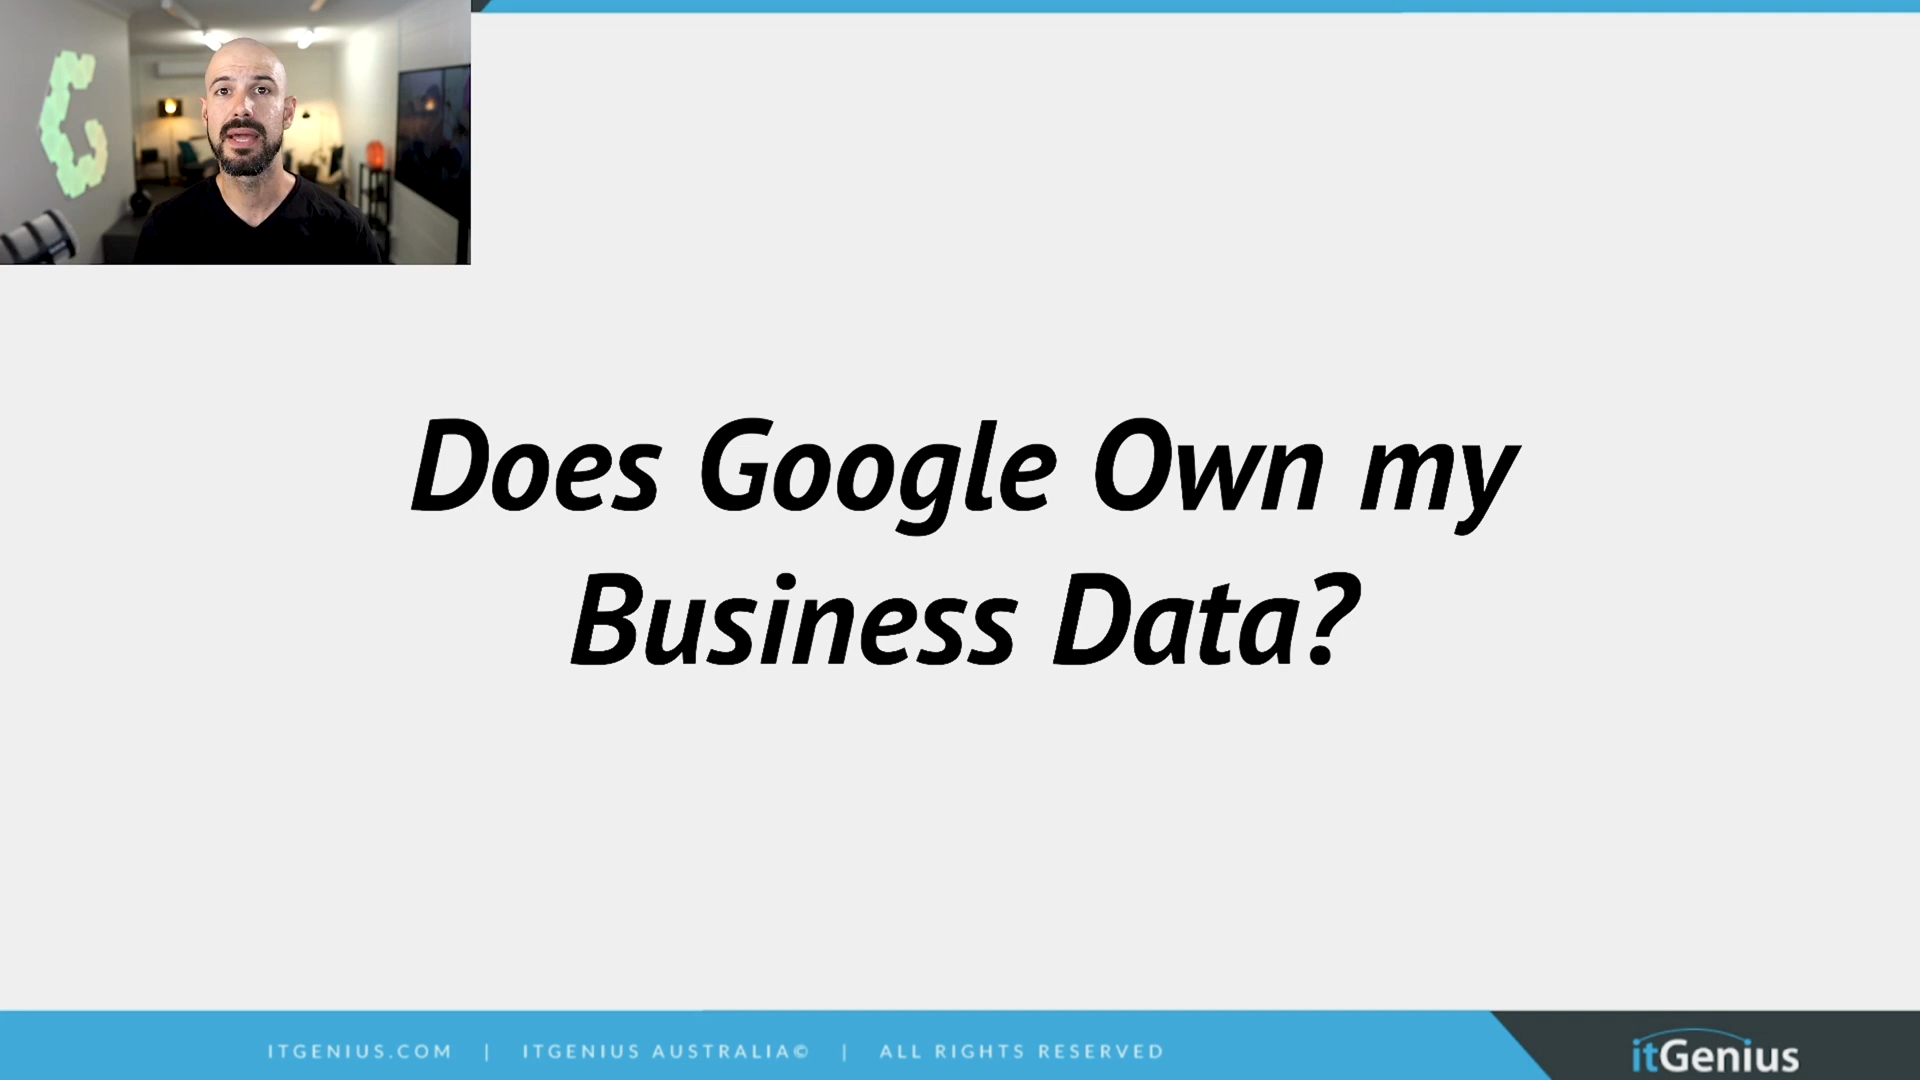 Does Google Own my
Business Data?
ITGENIUS.COM | ITGENIUS AUSTRALIA© | ALL RIGHTS RESERVED
itGenius